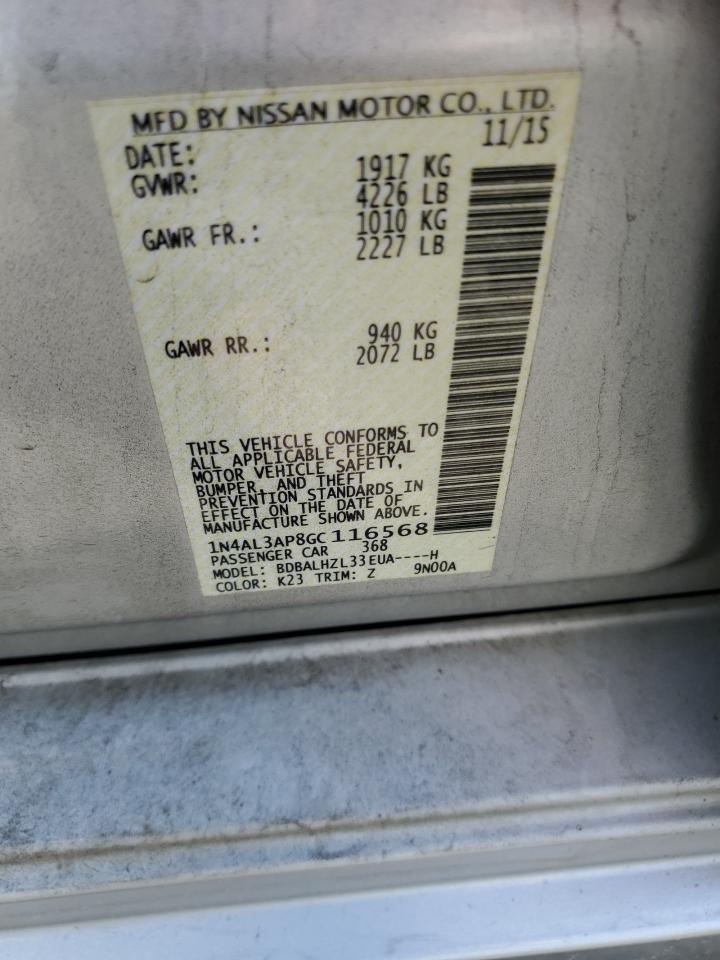 MFD BY NISSAN MOTOR CO., LTD.
DATE: 11/15
GVWR: 1917 KG
4226 LB
GAWR FR.: 1010 KG
2227 LB
GAWR RR.: 940 KG
2072 LB
THIS VEHICLE CONFORMS TO
ALL APPLICABLE FEDERAL
MOTOR VEHICLE SAFETY,
BUMPER, AND THEFT
PREVENTION STANDARDS IN
EFFECT ON THE DATE OF
MANUFACTURE SHOWN ABOVE.
1N4AL3AP8GC116568
PASSENGER CAR 368
MODEL: BDBALHZL33EUA----H
COLOR: K23 TRIM: Z 9N00A